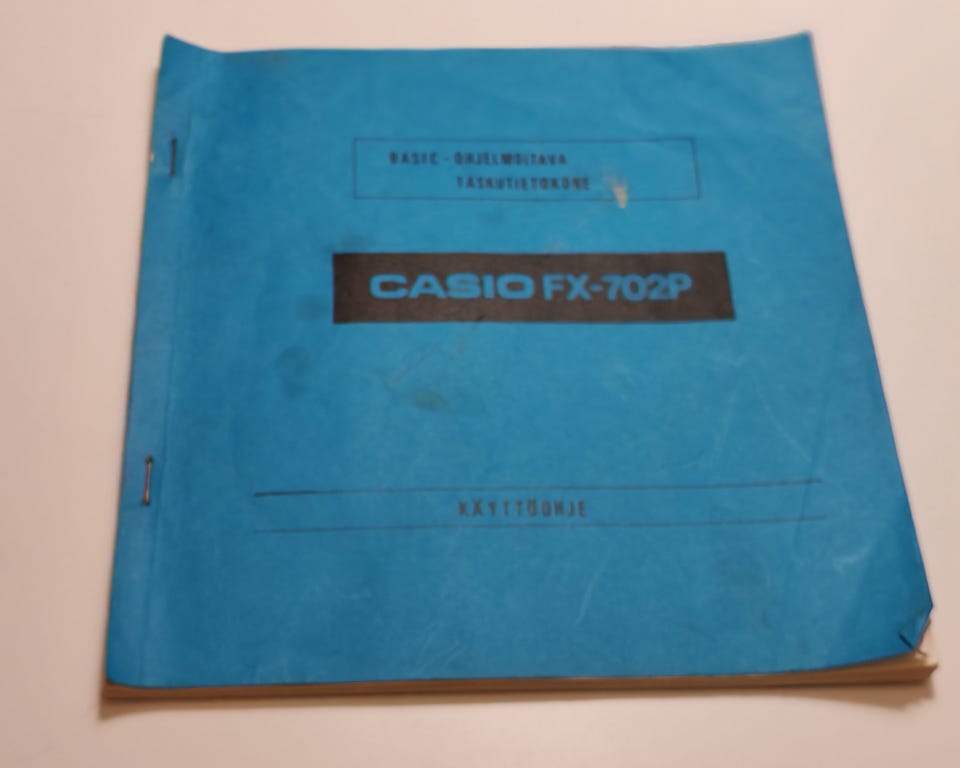 BASIC - OHJELMOITAVA
TASKUTIETOKONE
CASIO FX-702P
KÄYTTÖOHJE